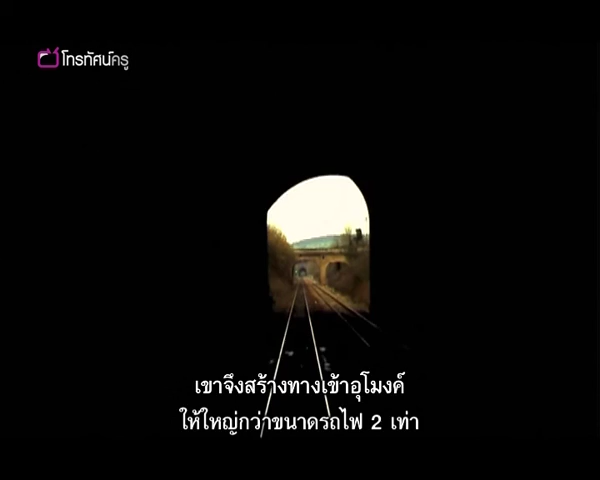 โทรทัศน์ครู
เขาจึงสร้างทางเข้าอุโมงค์
ให้ใหญ่กว่าขนาดรถไฟ 2 เท่า